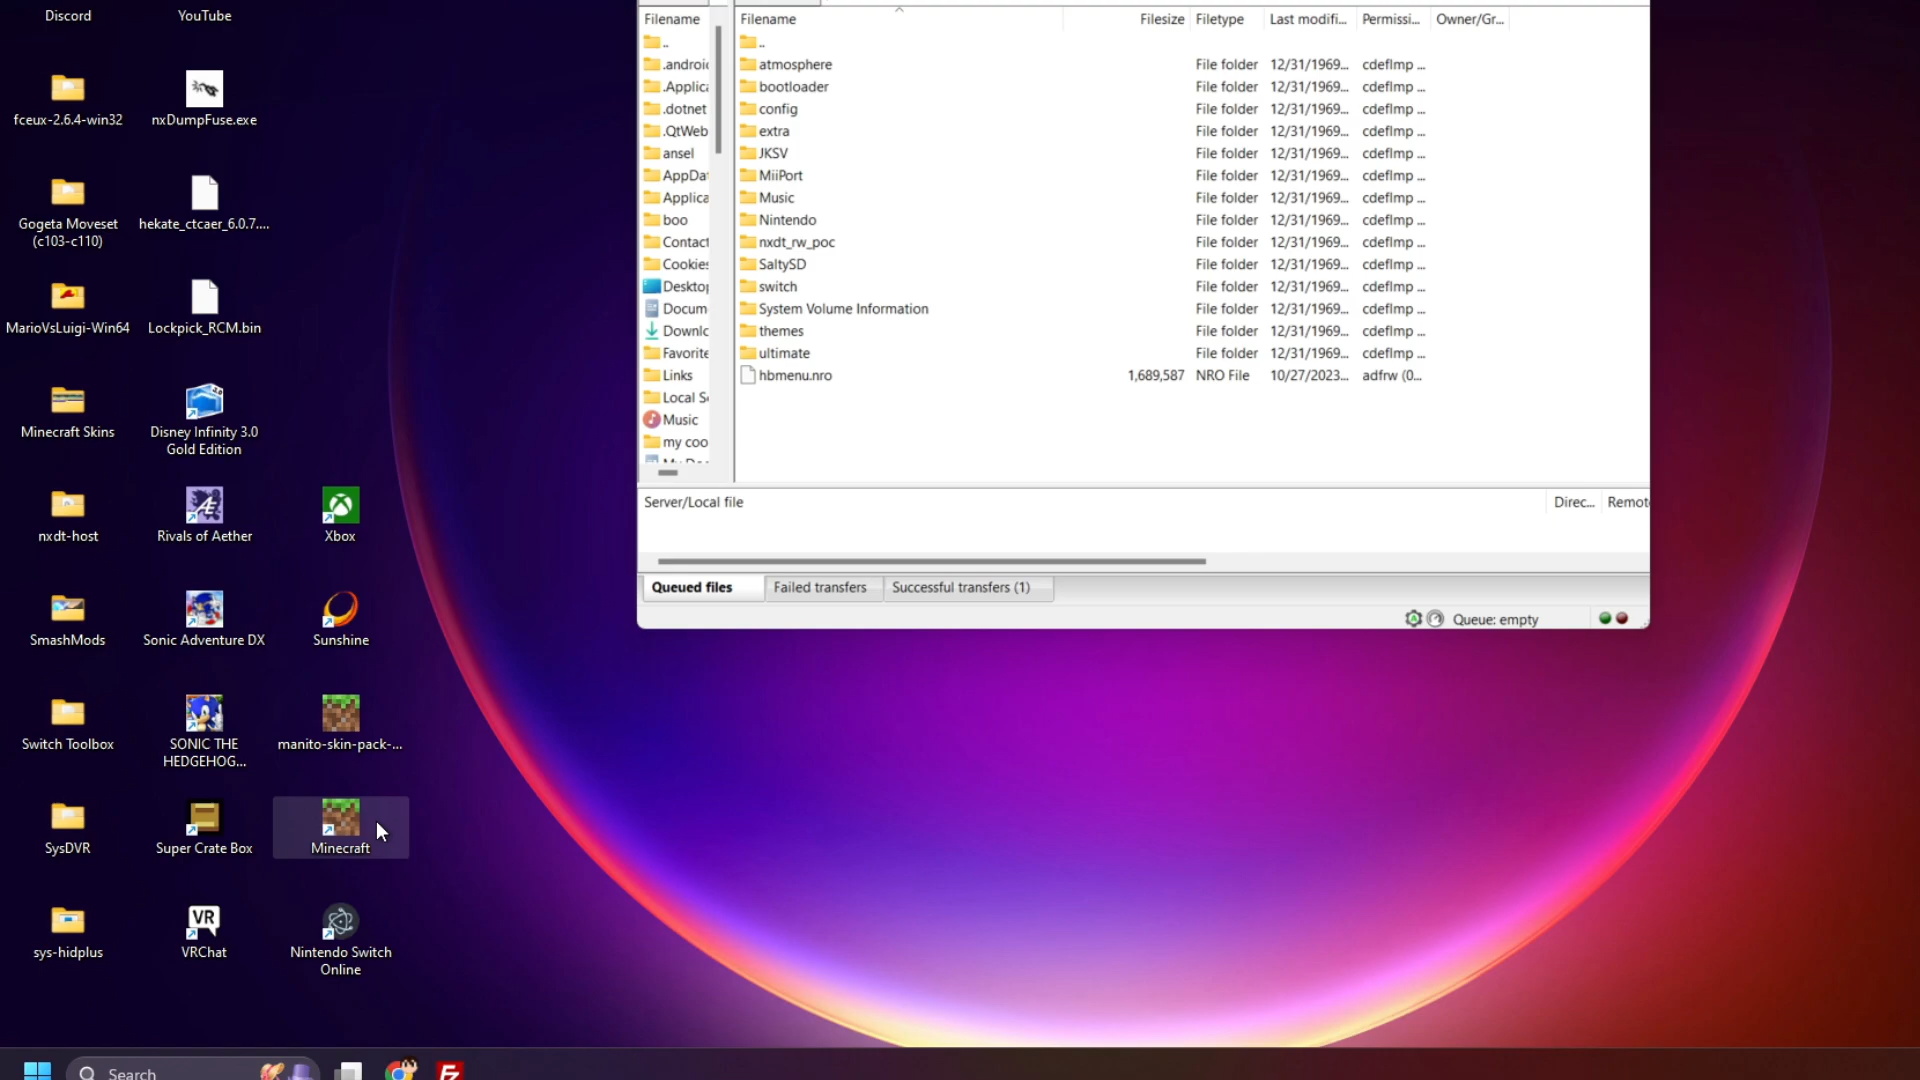 Discord
YouTube
fceux-2.6.4-win32
nxDumpFuse.exe
Gogeta Moveset
(c103-c110)
hekate_ctcaer_6.0.7....
MarioVsLuigi-Win64
Lockpick_RCM.bin
Minecraft Skins
Disney Infinity 3.0
Gold Edition
nxdt-host
Rivals of Aether
Xbox
SmashMods
Sonic Adventure DX
Sunshine
Switch Toolbox
SONIC THE
HEDGEHOG...
manito-skin-pack-...
SysDVR
Super Crate Box
Minecraft
sys-hidplus
VR
VRChat
Nintendo Switch
Online
Filename
..
.androi
.Applic
.dotnet
.QtWeb
ansel
AppDa
Applica
boo
Contact
Cookie
Deskto
Docum
Downl
Favorite
Links
Local S
Music
my coo
Filename Filesize Filetype Last modifi... Permissi... Owner/Gr...
..
atmosphere File folder 12/31/1969... cdeflmp ...
bootloader File folder 12/31/1969... cdeflmp ...
config File folder 12/31/1969... cdeflmp ...
extra File folder 12/31/1969... cdeflmp ...
JKSV File folder 12/31/1969... cdeflmp ...
MiiPort File folder 12/31/1969... cdeflmp ...
Music File folder 12/31/1969... cdeflmp ...
Nintendo File folder 12/31/1969... cdeflmp ...
nxdt_rw_poc File folder 12/31/1969... cdeflmp ...
SaltySD File folder 12/31/1969... cdeflmp ...
switch File folder 12/31/1969... cdeflmp ...
System Volume Information File folder 12/31/1969... cdeflmp ...
themes File folder 12/31/1969... cdeflmp ...
ultimate File folder 12/31/1969... cdeflmp ...
hbmenu.nro 1,689,587 NRO File 10/27/2023... adfrw (0...
Server/Local file Direc... Remot
Queued files Failed transfers Successful transfers (1)
Queue: empty
Search